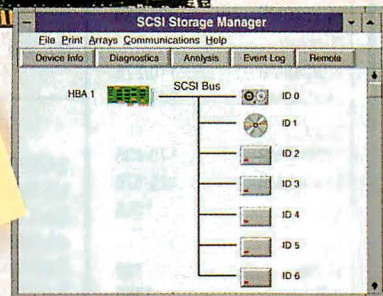 SCSI Storage Manager
File Print Arrays Communications Help
Device Info Diagnostics Analysis Event Log Remote
HBA 1 SCSI Bus ID 0
ID 1
ID 2
ID 3
ID 4
ID 5
ID 6